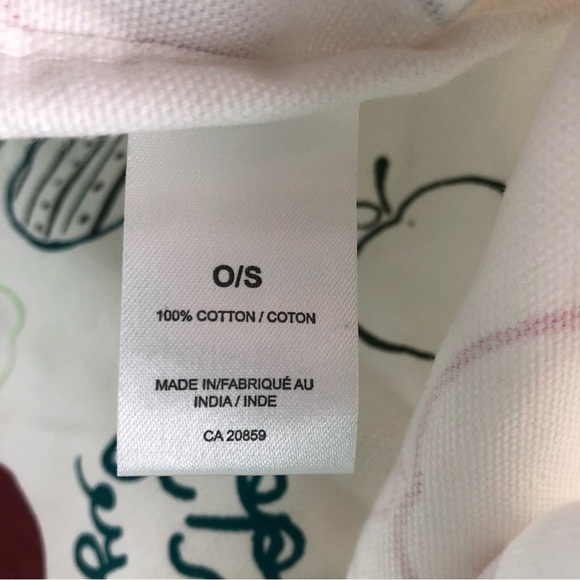 O/S
100% COTTON / COTON
MADE IN/FABRIQUÉ AU
INDIA / INDE
CA 20859